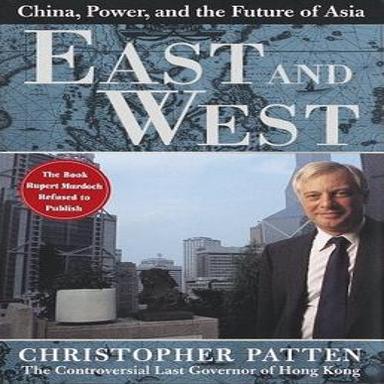 China, Power, and the Future of Asia
EAST AND
WEST
The Book
Rupert Murdoch
Refused to
Publish
CHRISTOPHER PATTEN
The Controversial Last Governor of Hong Kong